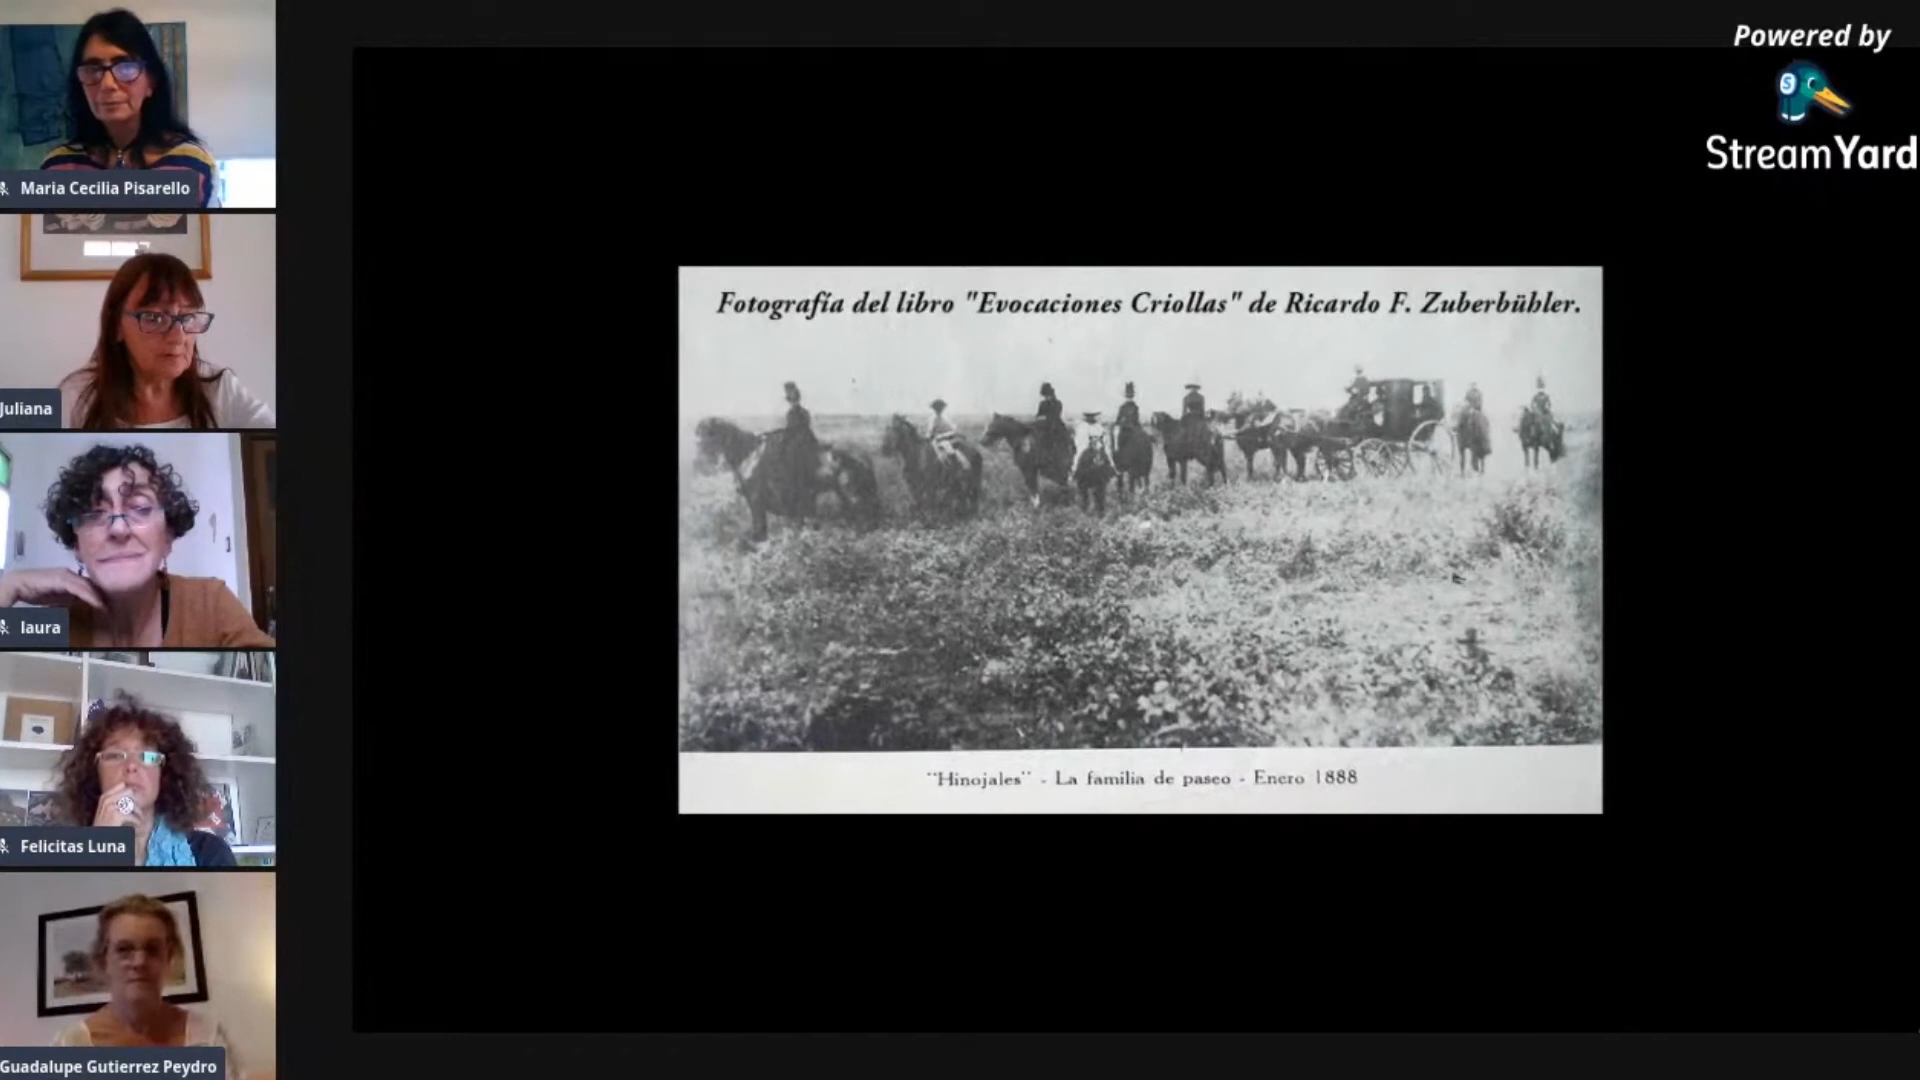 Maria Cecilia Pisarello
Juliana
laura
Felicitas Luna
Guadalupe Gutierrez Peydro
Powered by
StreamYard
Fotografía del libro "Evocaciones Criollas" de Ricardo F. Zuberbühler.
"Hinojales" - La familia de paseo - Enero 1888